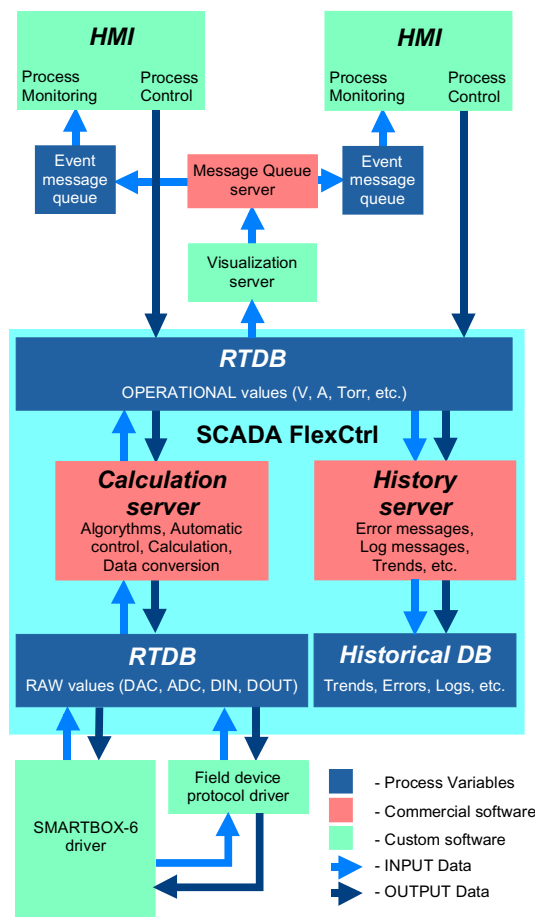 HMI
Process
Monitoring
Process
Control
HMI
Process
Monitoring
Process
Control
Event
message
queue
Message Queue
server
Event
message
queue
Visualization
server
RTDB
OPERATIONAL values (V, A, Torr, etc.)
SCADA FlexCtrl
Calculation
server
Algorythms, Automatic
control, Calculation,
Data conversion
History
server
Error messages,
Log messages,
Trends, etc.
RTDB
RAW values (DAC, ADC, DIN, DOUT)
Historical DB
Trends, Errors, Logs, etc.
SMARTBOX-6
driver
Field device
protocol driver
- Process Variables
- Commercial software
- Custom software
- INPUT Data
- OUTPUT Data